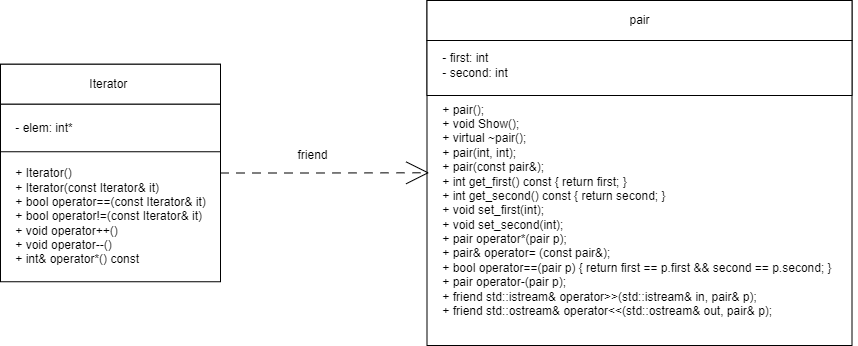 Iterator
- elem: int*
+ Iterator()
+ Iterator(const Iterator& it)
+ bool operator==(const Iterator& it)
+ bool operator!=(const Iterator& it)
+ void operator++()
+ void operator--()
+ int& operator*() const
friend
pair
- first: int
- second: int
+ pair();
+ void Show();
+ virtual ~pair();
+ pair(int, int);
+ pair(const pair&);
+ int get_first() const { return first; }
+ int get_second() const { return second; }
+ void set_first(int);
+ void set_second(int);
+ pair operator*(pair p);
+ pair& operator= (const pair&);
+ bool operator==(pair p) { return first == p.first && second == p.second; }
+ pair operator-(pair p);
+ friend std::istream& operator>>(std::istream& in, pair& p);
+ friend std::ostream& operator<<(std::ostream& out, pair& p);